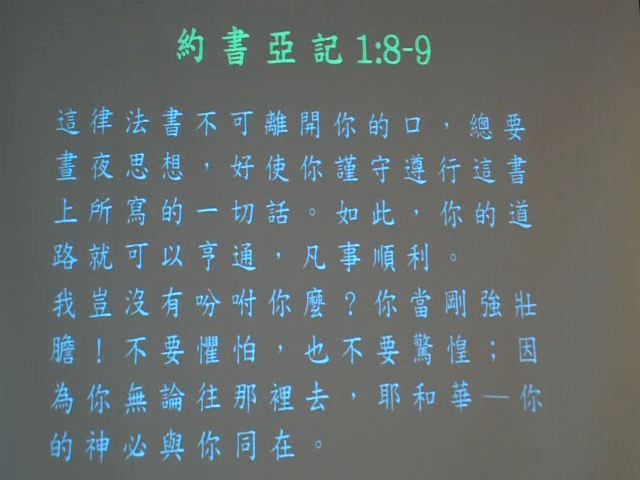 約書亞記 1:8-9
這律法書不可離開你的口，總要
晝夜思想，好使你謹守遵行這書
上所寫的一切話。如此，你的道
路就可以亨通，凡事順利。
我豈沒有吩咐你麼？你當剛強壯
膽！不要懼怕，也不要驚惶；因
為你無論往那裡去，耶和華─你
的神必與你同在。